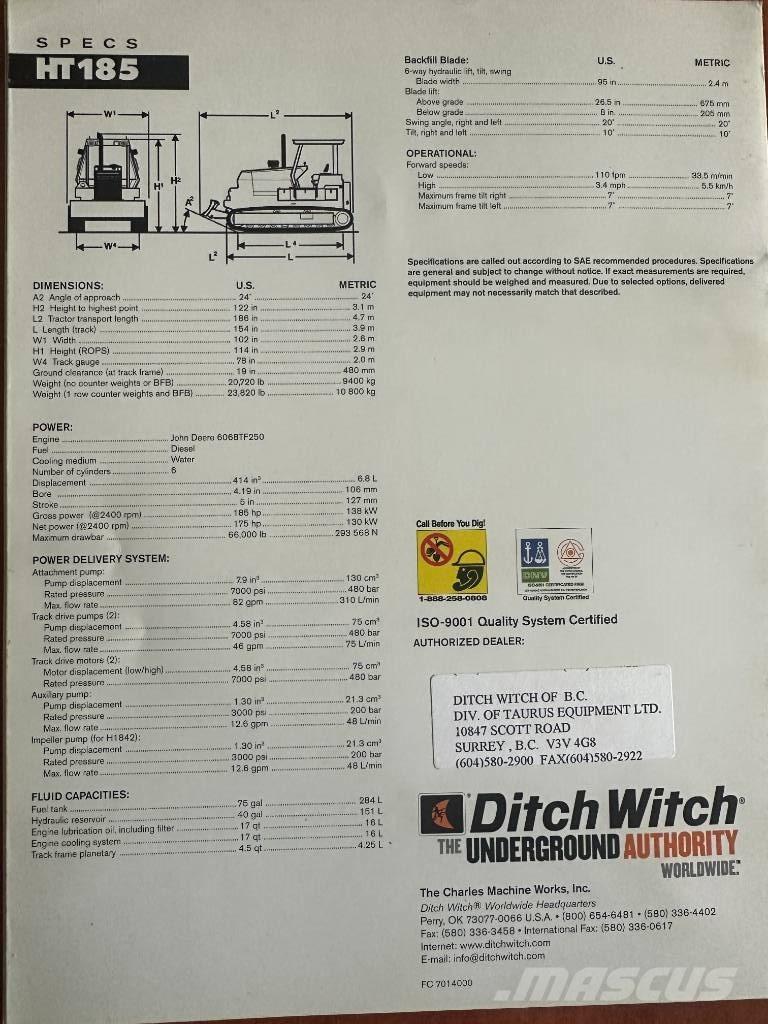 SPECS
HT185
W¹
L²
H¹
H²
A²
W⁴
L⁴
L²
L
DIMENSIONS: U.S. METRIC
A2 Angle of approach 24° 24°
H2 Height to highest point 122 in 3.1 m
L2 Tractor transport length 186 in 4.7 m
L Length (track) 154 in 3.9 m
W1 Width 102 in 2.6 m
H1 Height (ROPS) 114 in 2.9 m
W4 Track gauge 78 in 2.0 m
Ground clearance (at track frame) 19 in 480 mm
Weight (no counter weights or BFB) 20,720 lb 9400 kg
Weight (1 row counter weights and BFB) 23,820 lb 10 800 kg
POWER:
Engine John Deere 6068TF250
Fuel Diesel
Cooling medium Water
Number of cylinders 6
Displacement 414 in³ 6.8 L
Bore 4.19 in 106 mm
Stroke 5 in 127 mm
Gross power (@2400 rpm) 185 hp 138 kW
Net power (@2400 rpm) 175 hp 130 kW
Maximum drawbar 66,000 lb 293 568 N
POWER DELIVERY SYSTEM:
Attachment pump:
Pump displacement 7.9 in³ 130 cm³
Rated pressure 7000 psi 480 bar
Max. flow rate 82 gpm 310 L/min
Track drive pumps (2):
Pump displacement 4.58 in³ 75 cm³
Rated pressure 7000 psi 480 bar
Max. flow rate 46 gpm 75 L/min
Track drive motors (2):
Motor displacement (low/high) 4.58 in³ 75 cm³
Rated pressure 7000 psi 480 bar
Auxiliary pump:
Pump displacement 1.30 in³ 21.3 cm³
Rated pressure 3000 psi 200 bar
Max. flow rate 12.6 gpm 48 L/min
Impeller pump (for H1842):
Pump displacement 1.30 in³ 21.3 cm³
Rated pressure 3000 psi 200 bar
Max. flow rate 12.6 gpm 48 L/min
FLUID CAPACITIES:
Fuel tank 75 gal 284 L
Hydraulic reservoir 40 gal 151 L
Engine lubrication oil, including filter 17 qt 16 L
Engine cooling system 17 qt 16 L
Track frame planetary 4.5 qt 4.25 L
Backfill Blade: U.S. METRIC
6-way hydraulic lift, tilt, swing
Blade width 95 in 2.4 m
Blade lift:
Above grade 26.5 in 675 mm
Below grade 8 in. 205 mm
Swing angle, right and left 20° 20°
Tilt, right and left 10° 10°
OPERATIONAL:
Forward speeds:
Low 110 fpm 33.5 m/min
High 3.4 mph 5.5 km/h
Maximum frame tilt right 7° 7°
Maximum frame tilt left 7° 7°
Specifications are called out according to SAE recommended procedures. Specifications
are general and subject to change without notice. If exact measurements are required,
equipment should be weighed and measured. Due to selected options, delivered
equipment may not necessarily match that described.
Call Before You Dig!
1-888-258-0808
DNV
ISO-9001 CERTIFICATED FIRM
Quality System Certified
ISO-9001 Quality System Certified
AUTHORIZED DEALER:
DITCH WITCH OF B.C.
DIV. OF TAURUS EQUIPMENT LTD.
10847 SCOTT ROAD
SURREY , B.C. V3V 4G8
(604)580-2900 FAX(604)580-2922
Ditch Witch®
THE UNDERGROUND AUTHORITY
WORLDWIDE.
The Charles Machine Works, Inc.
Ditch Witch® Worldwide Headquarters
Perry, OK 73077-0066 U.S.A. • (800) 654-6481 • (580) 336-4402
Fax: (580) 336-3458 • International Fax: (580) 336-0617
Internet: www.ditchwitch.com
E-mail: info@ditchwitch.com
FC 7014000
MASCUS